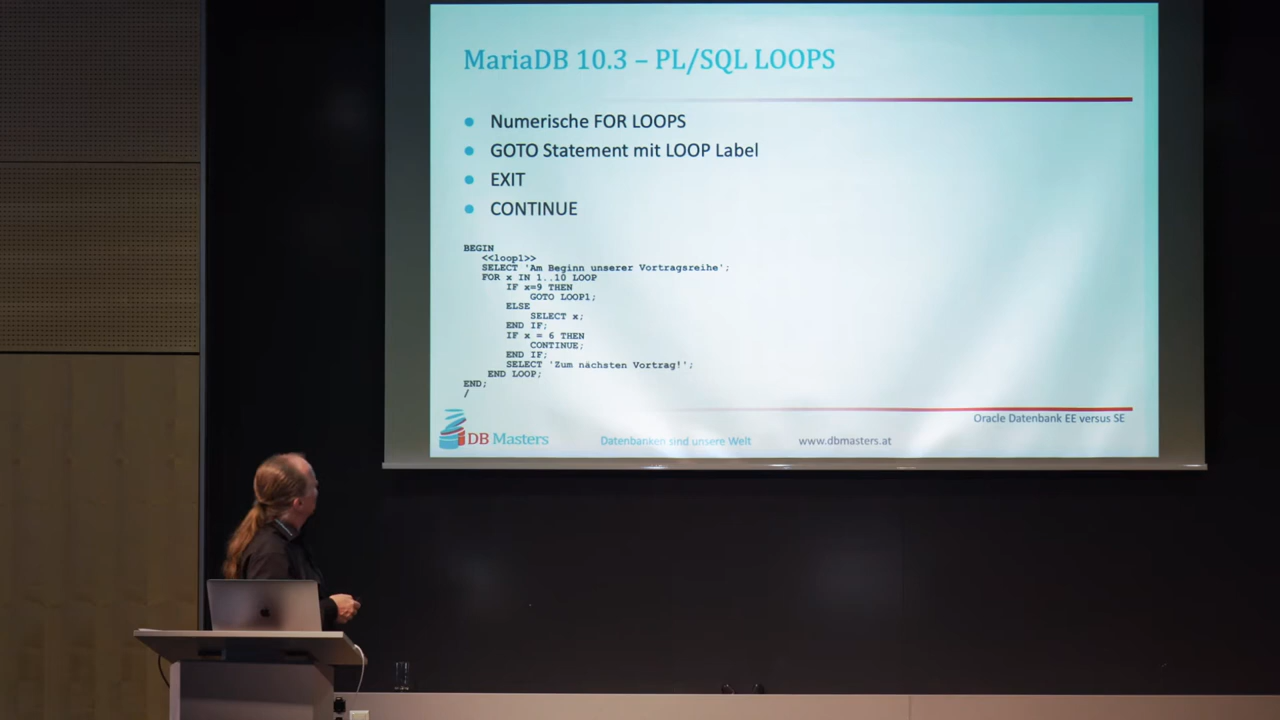 MariaDB 10.3 – PL/SQL LOOPS
Numerische FOR LOOPS
GOTO Statement mit LOOP Label
EXIT
CONTINUE
BEGIN
<<loop1>>
SELECT 'Am Beginn unserer Vortragsreihe';
FOR x IN 1..10 LOOP
IF x=9 THEN
GOTO LOOP1;
ELSE
SELECT x;
END IF;
IF x = 6 THEN
CONTINUE;
END IF;
SELECT 'Zum nächsten Vortrag!';
END LOOP;
END;
/
Oracle Datenbank EE versus SE
DB Masters
Datenbanken sind unsere Welt
www.dbmasters.at